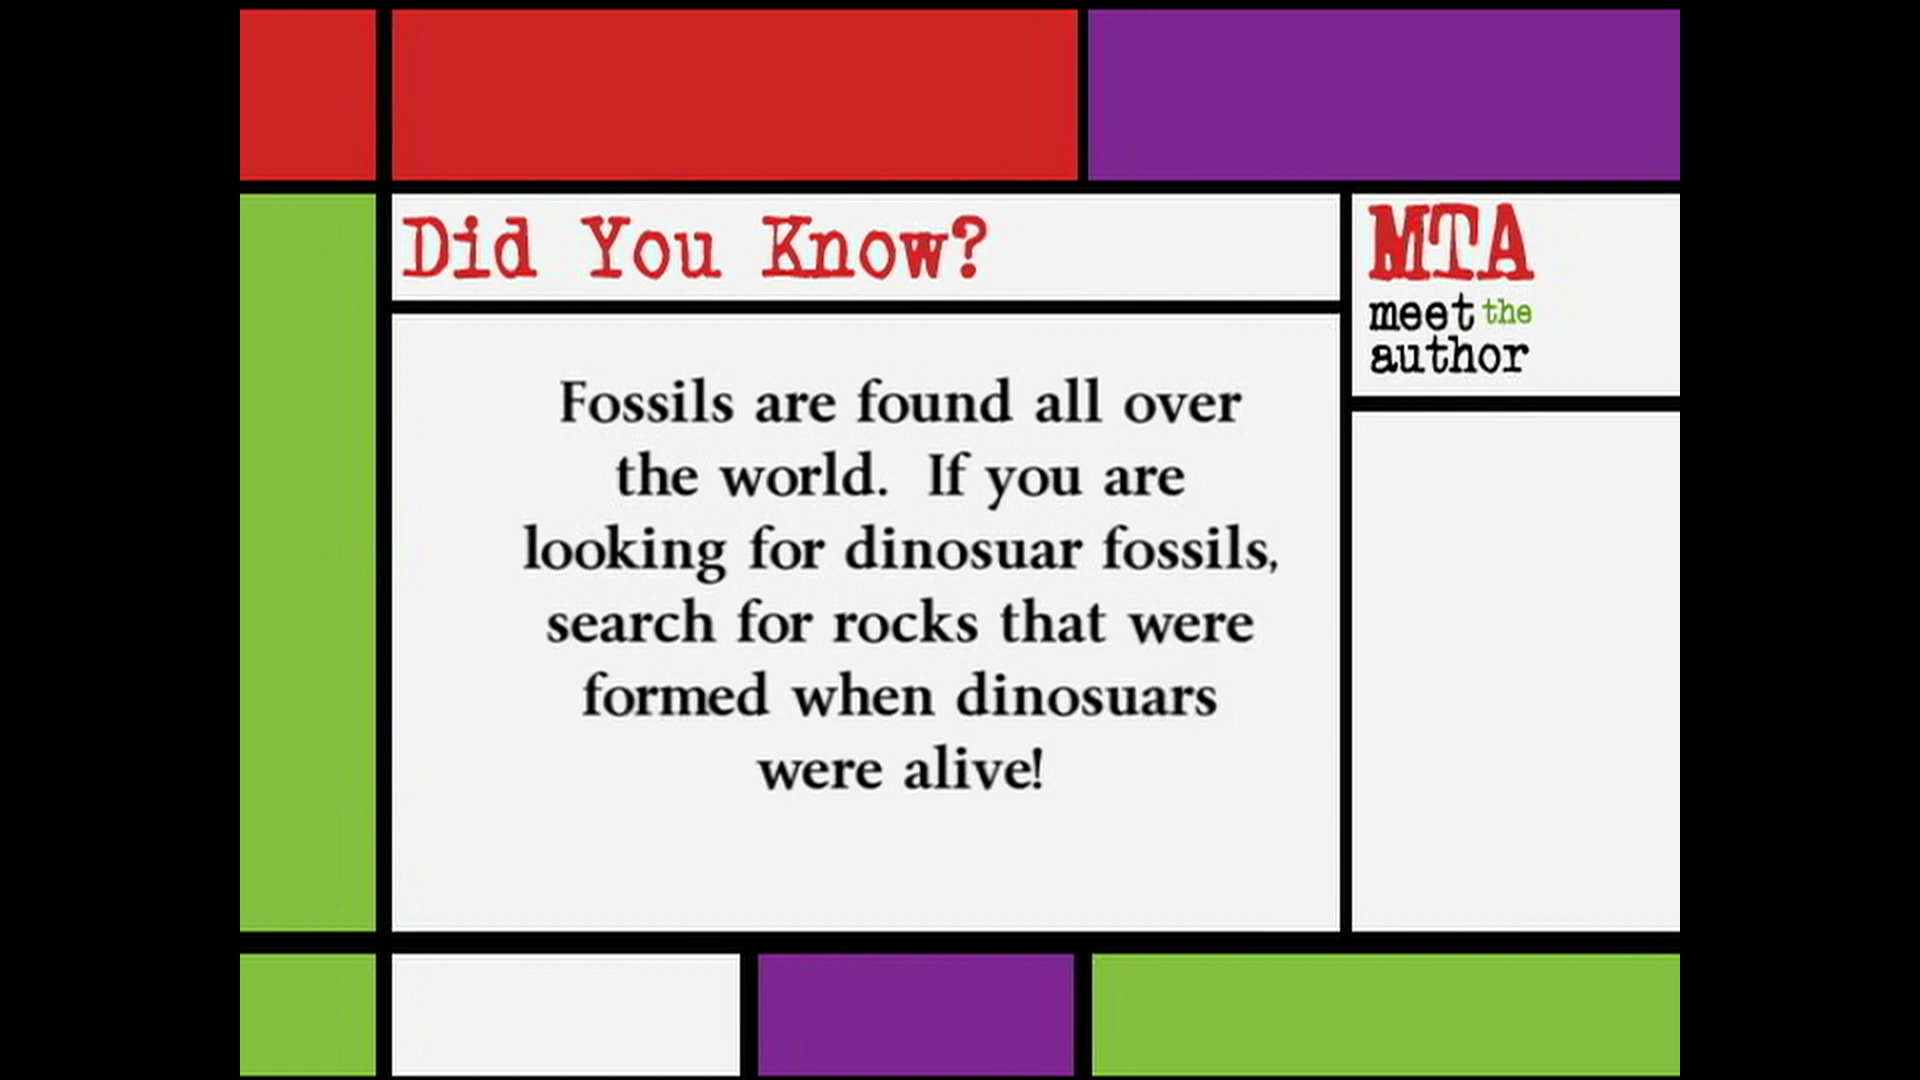 Did You Know?
MTA
meet the
author
Fossils are found all over
the world.  If you are
looking for dinosuar fossils,
search for rocks that were
formed when dinosuars
were alive!